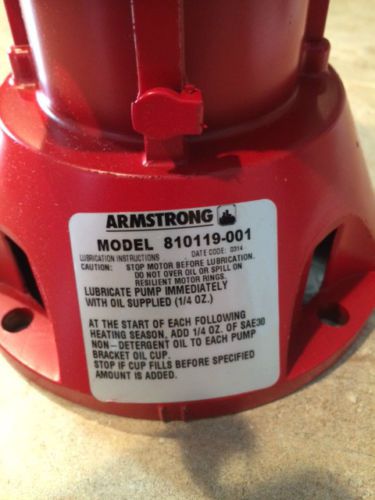 ARMSTRONG
MODEL 810119-001
LUBRICATION INSTRUCTIONS DATE CODE: 0314
CAUTION: STOP MOTOR BEFORE LUBRICATION.
DO NOT OVER OIL OR SPILL ON
RESILIENT MOTOR RINGS.
LUBRICATE PUMP IMMEDIATELY
WITH OIL SUPPLIED (1/4 OZ.)
AT THE START OF EACH FOLLOWING
HEATING SEASON, ADD 1/4 OZ. OF SAE30
NON-DETERGENT OIL TO EACH PUMP
BRACKET OIL CUP.
STOP IF CUP FILLS BEFORE SPECIFIED
AMOUNT IS ADDED.